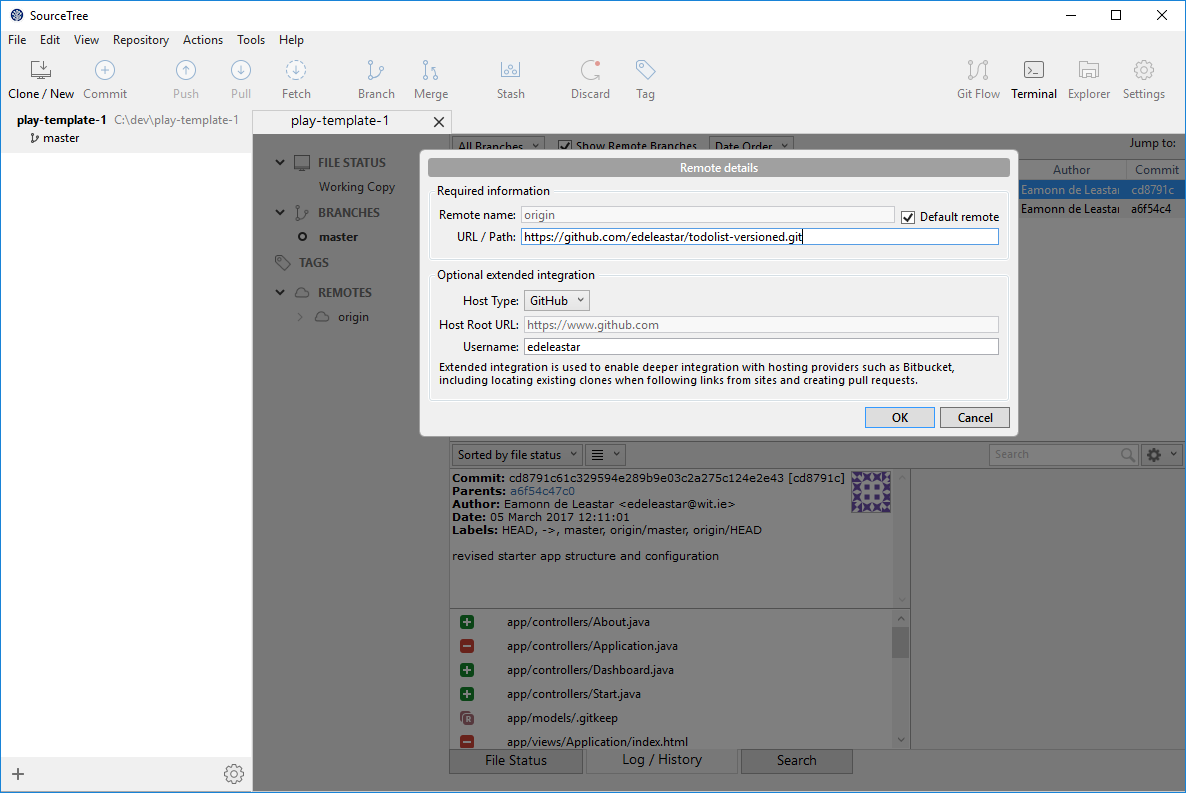 SourceTree
File Edit View Repository Actions Tools Help
Clone / New Commit Push Pull Fetch Branch Merge Stash Discard Tag Git Flow Terminal Explorer Settings
play-template-1 C:\dev\play-template-1
master
play-template-1
FILE STATUS
Working Copy
BRANCHES
master
TAGS
REMOTES
origin
All Branches Show Remote Branches Date Order Jump to:
Author Commit
Eamonn de Leastar cd8791c
Eamonn de Leastar a6f54c4
Remote details
Required information
Remote name: origin Default remote
URL / Path: https://github.com/edeleastar/todolist-versioned.git
Optional extended integration
Host Type: GitHub
Host Root URL: https://www.github.com
Username: edeleastar
Extended integration is used to enable deeper integration with hosting providers such as Bitbucket,
including locating existing clones when following links from sites and creating pull requests.
OK Cancel
Sorted by file status Search
Commit: cd8791c61c329594e289b9e03c2a275c124e2e43 [cd8791c]
Parents: a6f54c47c0
Author: Eamonn de Leastar <edeleastar@wit.ie>
Date: 05 March 2017 12:11:01
Labels: HEAD, ->, master, origin/master, origin/HEAD
revised starter app structure and configuration
app/controllers/About.java
app/controllers/Application.java
app/controllers/Dashboard.java
app/controllers/Start.java
R app/models/.gitkeep
app/views/Application/index.html
File Status Log / History Search